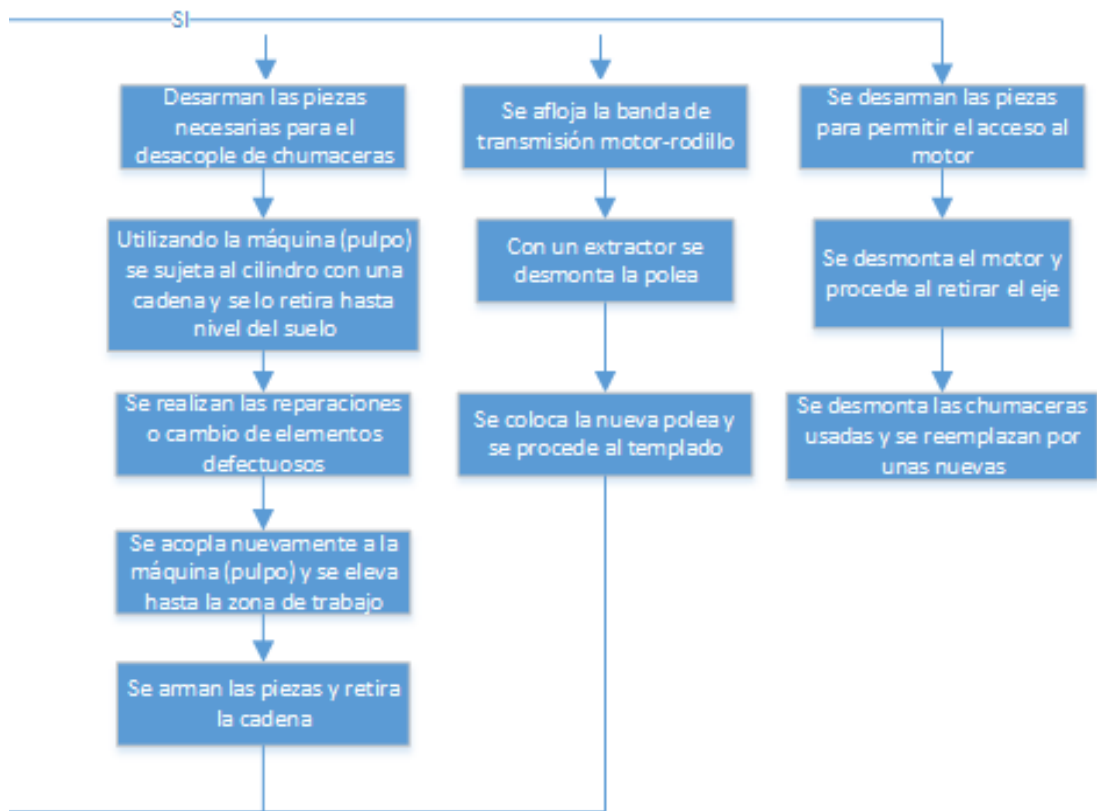 SI
Desarman las piezas
necesarias para el
desacople de chumaceras
Utilizando la máquina (pulpo)
se sujeta al cilindro con una
cadena y se lo retira hasta
nivel del suelo
Se realizan las reparaciones
o cambio de elementos
defectuosos
Se acopla nuevamente a la
máquina (pulpo) y se eleva
hasta la zona de trabajo
Se arman las piezas y retira
la cadena
Se afloja la banda de
transmisión motor-rodillo
Con un extractor se
desmonta la polea
Se coloca la nueva polea y
se procede al templado
Se desarman las piezas
para permitir el acceso al
motor
Se desmonta el motor y
procede al retirar el eje
Se desmonta las chumaceras
usadas y se reemplazan por
unas nuevas